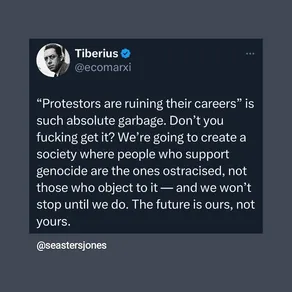 Tiberius
@ecomarxi
“Protestors are ruining their careers” is
such absolute garbage. Don’t you
fucking get it? We’re going to create a
society where people who support
genocide are the ones ostracised, not
those who object to it — and we won’t
stop until we do. The future is ours, not
yours.
@seastersjones